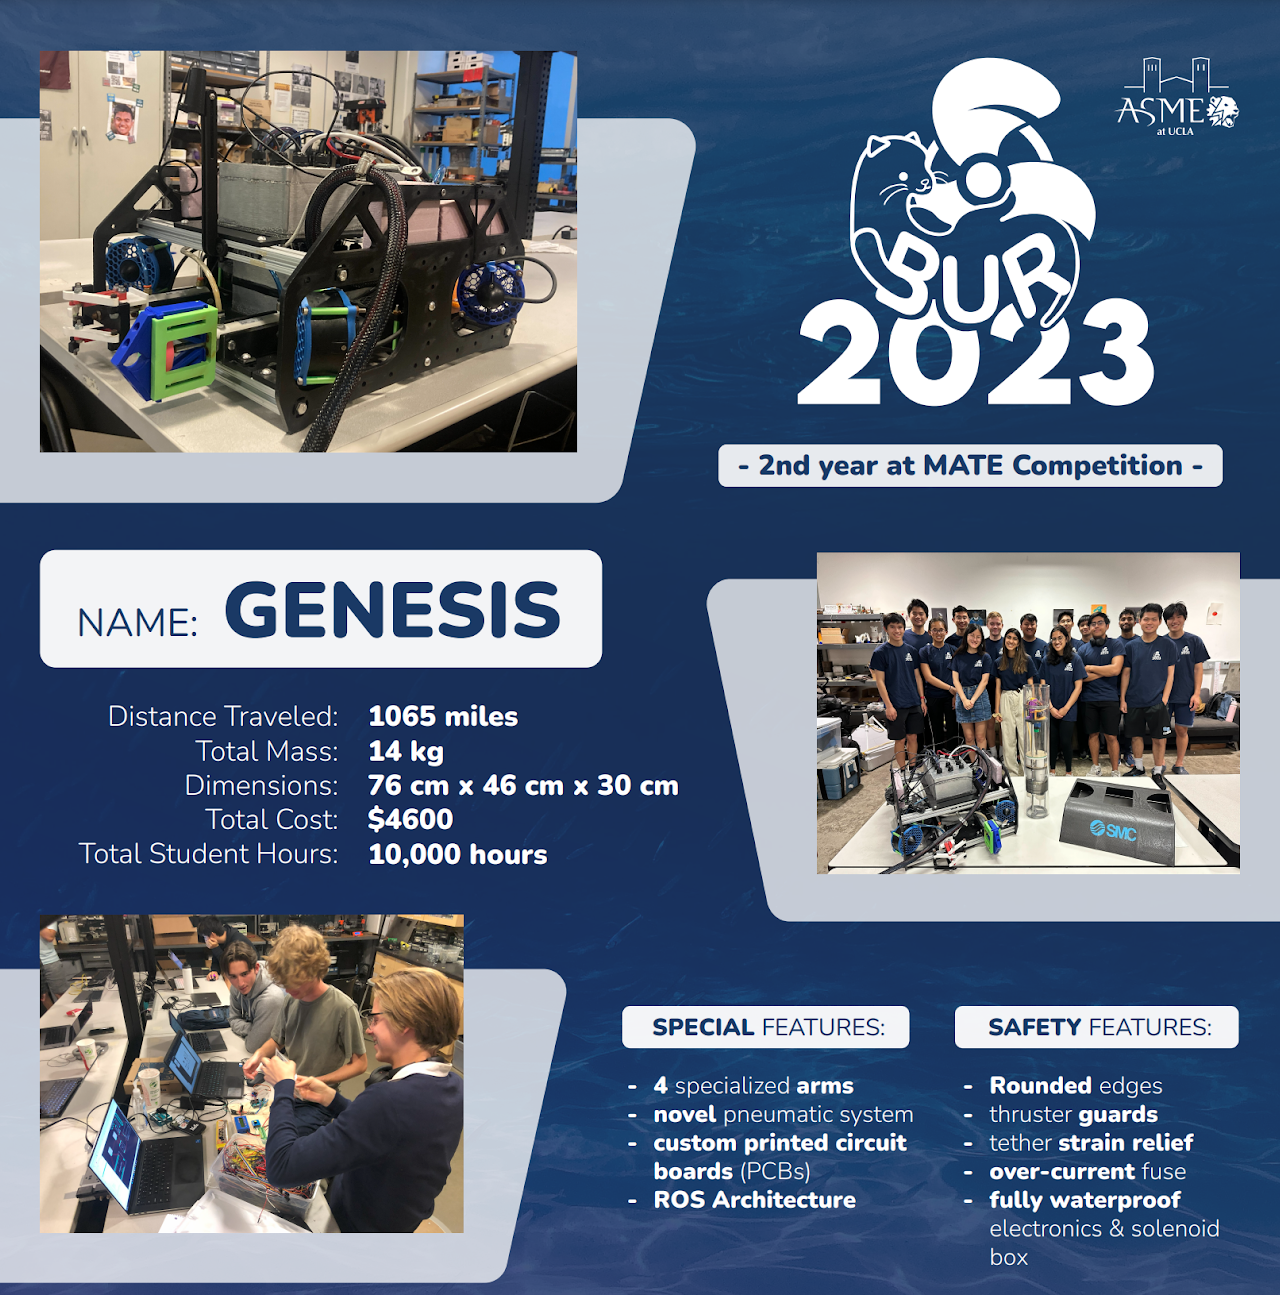 ASME
at UCLA
BUR
2023
- 2nd year at MATE Competition -
NAME: GENESIS
Distance Traveled: 1065 miles
Total Mass: 14 kg
Dimensions: 76 cm x 46 cm x 30 cm
Total Cost: $4600
Total Student Hours: 10,000 hours
SMC
SPECIAL FEATURES:
- 4 specialized arms
- novel pneumatic system
- custom printed circuit
boards (PCBs)
- ROS Architecture
SAFETY FEATURES:
- Rounded edges
- thruster guards
- tether strain relief
- over-current fuse
- fully waterproof
electronics & solenoid
box